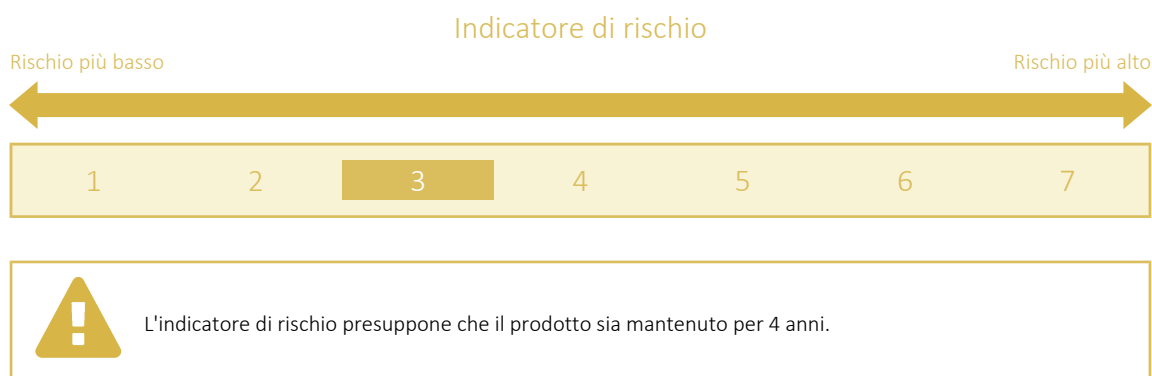 Indicatore di rischio
Rischio più basso Rischio più alto
1 2 3 4 5 6 7
L'indicatore di rischio presuppone che il prodotto sia mantenuto per 4 anni.